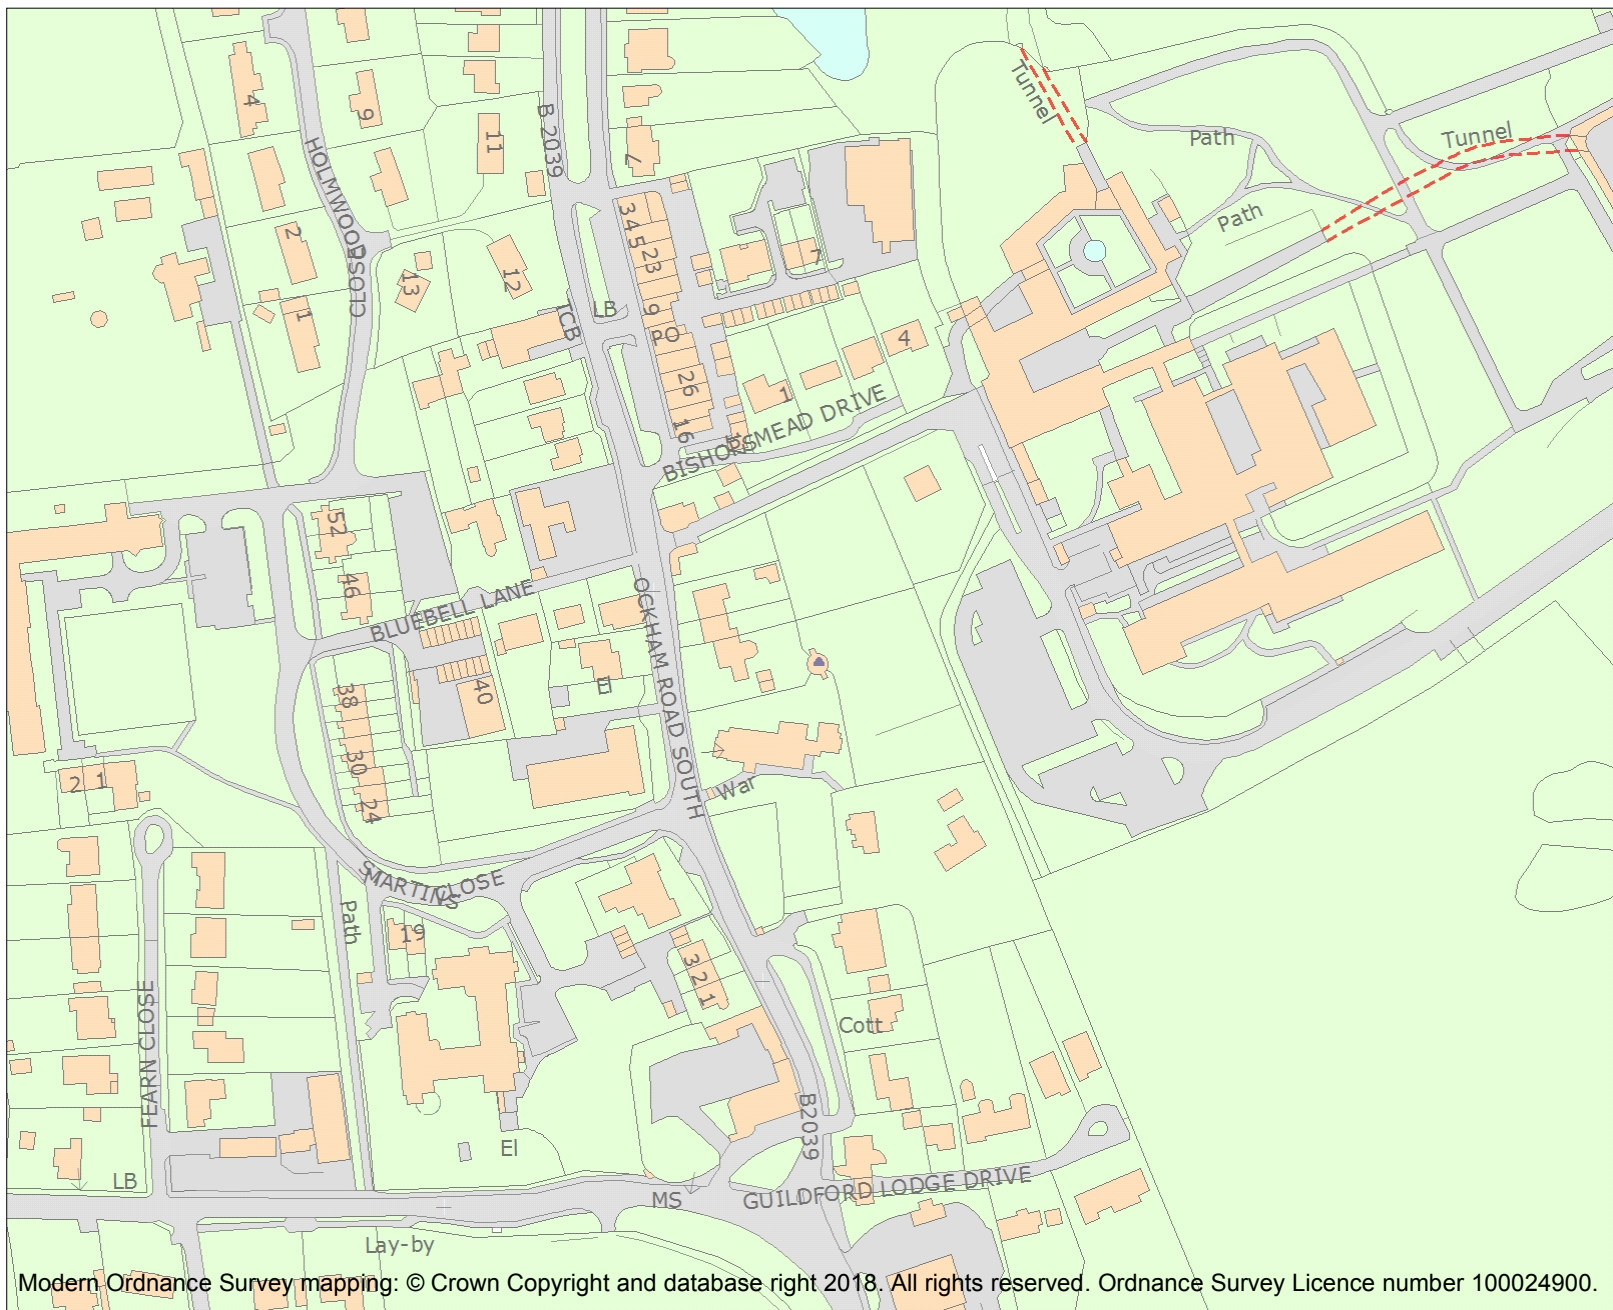 Tunnel
B 2039
4
9
11
7
Path
Tunnel
HOLMWOOD
CLOSE
2
1
13
12
TCB
LB
3
4
5
23
9
PO
26
16
7
Path
4
1
BISHOPSMEAD DRIVE
52
46
BLUEBELL LANE
OCKHAM ROAD SOUTH
El
38
40
30
24
2 1
War
ST
MARTINS CLOSE
Path
19
3
2
1
FEARN CLOSE
Cott
B2039
El
LB
MS
GUILDFORD LODGE DRIVE
Lay-by
Modern Ordnance Survey mapping: © Crown Copyright and database right 2018. All rights reserved. Ordnance Survey Licence number 100024900.